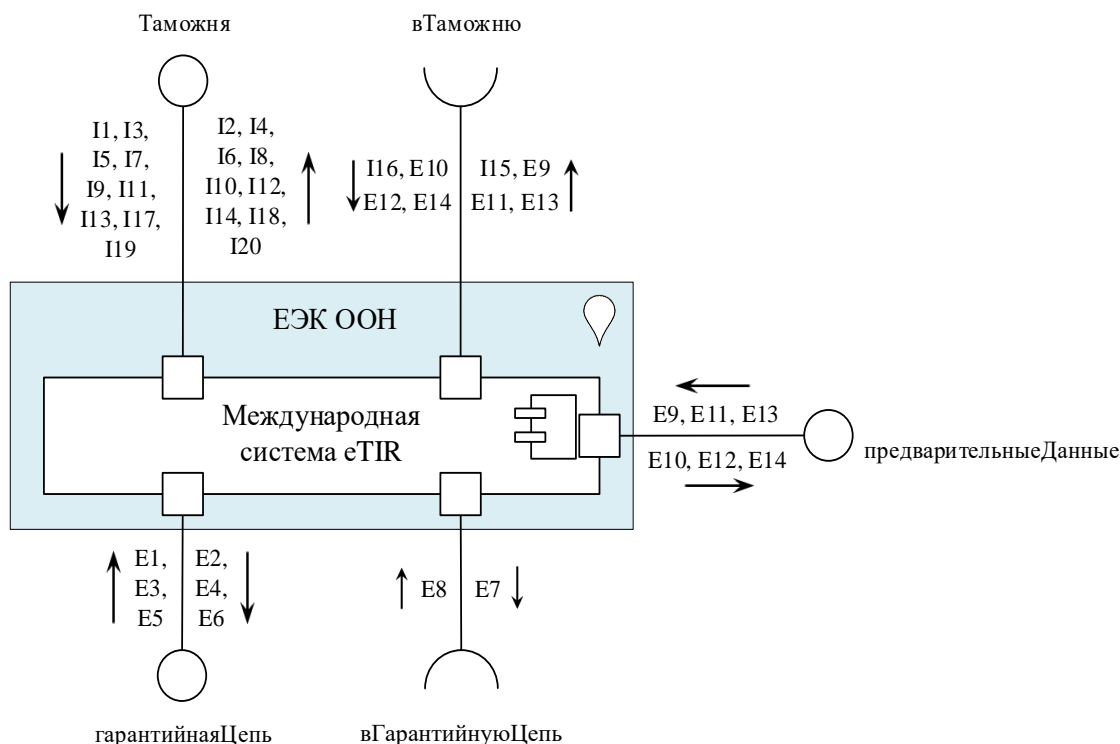 Таможня
вТаможню
I1, I3,
I5, I7,
I9, I11,
I13, I17,
I19
I2, I4,
I6, I8,
I10, I12,
I14, I18,
I20
I16, E10
E12, E14
I15, E9
E11, E13
ЕЭК ООН
Международная
система eTIR
E9, E11, E13
E10, E12, E14
предварительныеДанные
E1,
E3,
E5
E2,
E4,
E6
E8
E7
гарантийнаяЦепь
вГарантийнуюЦепь